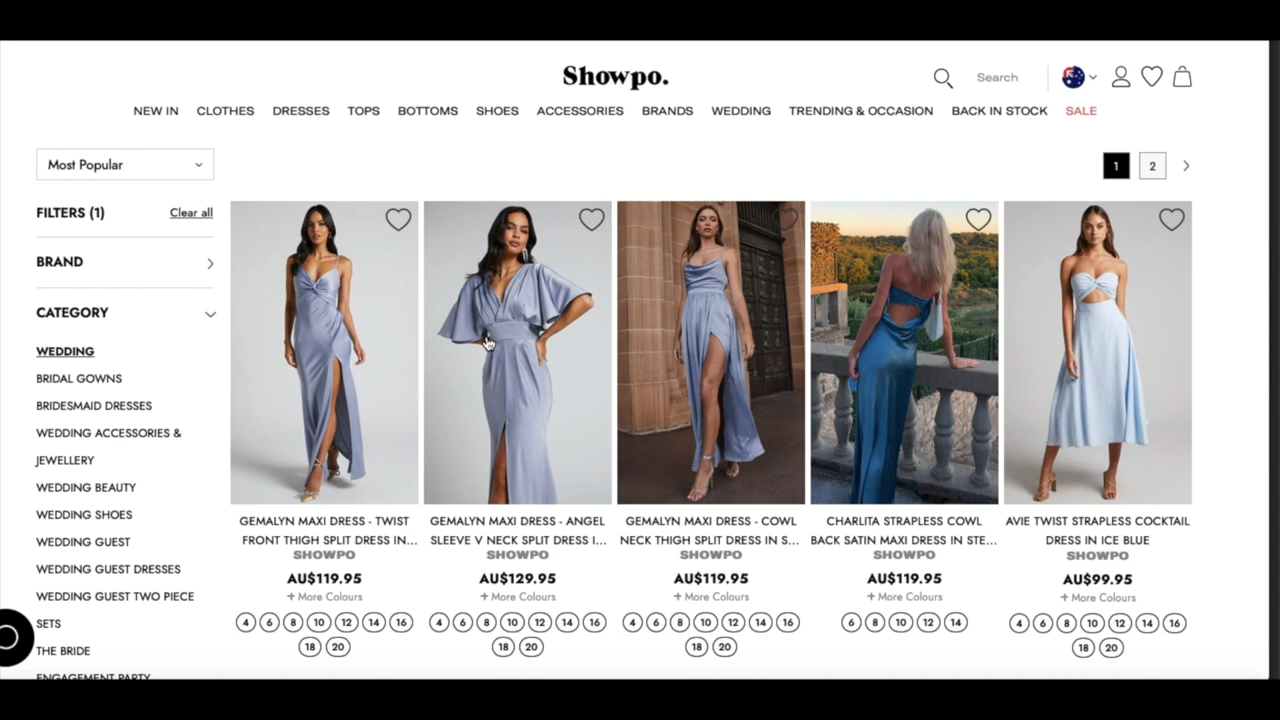 Showpo.
Search
NEW IN CLOTHES DRESSES TOPS BOTTOMS SHOES ACCESSORIES BRANDS WEDDING TRENDING & OCCASION BACK IN STOCK SALE
Most Popular
1 2
FILTERS (1) Clear all
BRAND
CATEGORY
WEDDING
BRIDAL GOWNS
BRIDESMAID DRESSES
WEDDING ACCESSORIES &
JEWELLERY
WEDDING BEAUTY
WEDDING SHOES
WEDDING GUEST
WEDDING GUEST DRESSES
WEDDING GUEST TWO PIECE
SETS
THE BRIDE
ENGAGEMENT PARTY
GEMALYN MAXI DRESS - TWIST
FRONT THIGH SPLIT DRESS IN...
SHOWPO
AU$119.95
+ More Colours
4 6 8 10 12 14 16
18 20
GEMALYN MAXI DRESS - ANGEL
SLEEVE V NECK SPLIT DRESS I...
SHOWPO
AU$129.95
+ More Colours
4 6 8 10 12 14 16
18 20
GEMALYN MAXI DRESS - COWL
NECK THIGH SPLIT DRESS IN S...
SHOWPO
AU$119.95
+ More Colours
4 6 8 10 12 14 16
18 20
CHARLITA STRAPLESS COWL
BACK SATIN MAXI DRESS IN STE...
SHOWPO
AU$119.95
+ More Colours
6 8 10 12 14
AVIE TWIST STRAPLESS COCKTAIL
DRESS IN ICE BLUE
SHOWPO
AU$99.95
+ More Colours
4 6 8 10 12 14 16
18 20